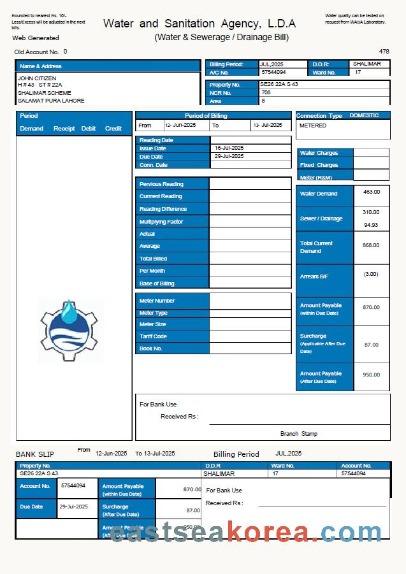 Rounded to nearest Rs. 10/-.
Less/Excess will be adjusted in the next bills.
Web Generated
Water and Sanitation Agency, L.D.A
(Water & Sewerage / Drainage Bill)
Water quality can be tested on request from WASA Laboratory.
Old Account No. 0
478
Name & Address
JOHN CITIZEN
H # 43 ST # 22A
SHALIMAR SCHEME
SALAMAT PURA LAHORE
Billing Period: JUL,2025 D.O.R: SHALIMAR
A/C No. 57544094 Ward No. 17
Property No. SE26 22A S 43
NCR No. 706
Area 8
Period
Demand Receipt Debit Credit
Period of Billing
From 12-Jun-2025 To 13-Jul-2025
Reading Date
Issue Date 16-Jul-2025
Due Date 29-Jul-2025
Conn. Date
Previous Reading
Current Reading
Reading Difference
Multiplying Factor
Actual
Average
Total Billed
Per Month
Base of Billing
Meter Number
Meter Type
Meter Size
Tariff Code
Book No.
Connection Type DOMESTIC
METERED
Water Charges
Fixed Charges
Meter (R&M)
Water Demand 463.00
Sewer / Drainage 310.00
94.93
Total Current Demand 868.00
Arrears B/F (3.00)
Amount Payable (within Due Date) 870.00
Surcharge (Applicable After Due Date) 87.00
Amount Payable (After Due Date) 950.00
For Bank Use
Received Rs :
Branch Stamp
BANK SLIP From 12-Jun-2025 To 13-Jul-2025 Billing Period JUL,2025
Property No. D.O.R Ward No. Account No.
SE26 22A S 43 SHALIMAR 17 57544094
Account No. 57544094 Amount Payable (within Due Date) 870.00
Due Date 29-Jul-2025 Surcharge (After Due Date) 87.00
Amount Payable (After Due Date) 950.00
For Bank Use
Received Rs :
eastseakorea.com